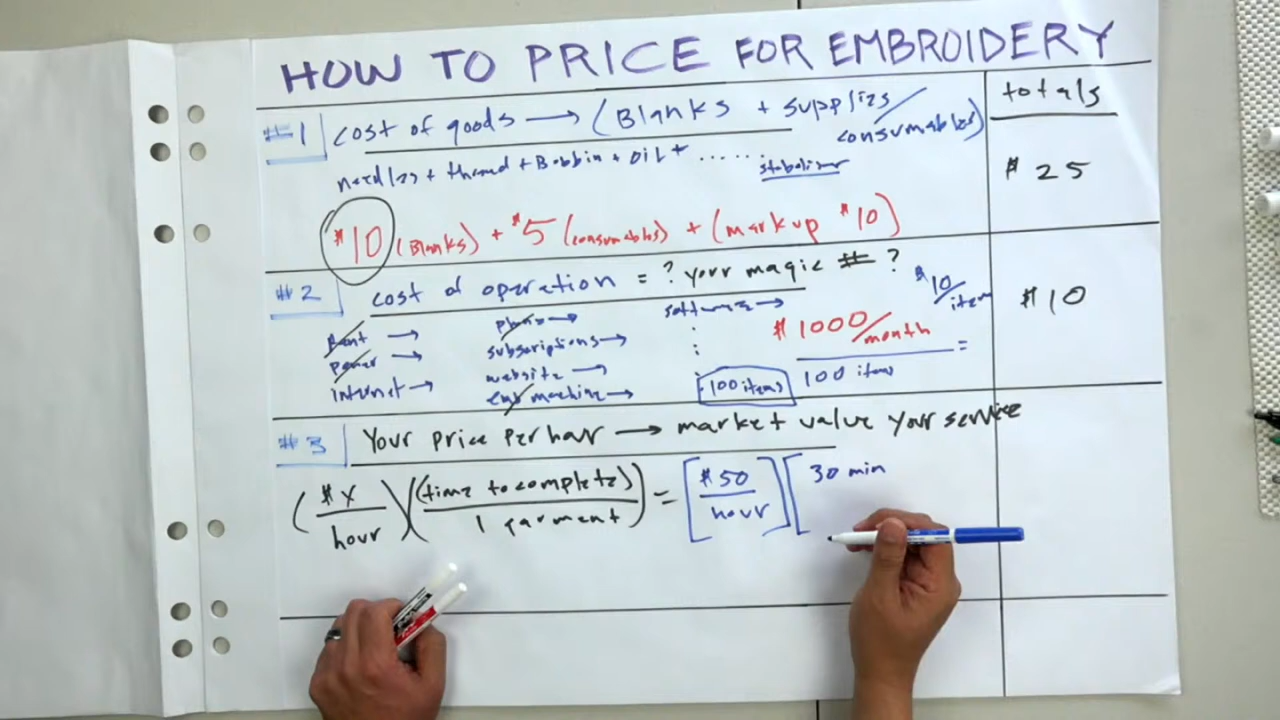 HOW TO PRICE FOR EMBROIDERY
totals
#1 cost of goods → (Blanks + supplies/consumables)
needles + thread + Bobbin + oil + ...... stabalizer
$10 (Blanks) + $5 (consumables) + (markup $10)
$25
#2 cost of operation = ? your magic # ?
Rent →
power →
internet →
phone →
subscriptions →
website →
emb machine →
software →
100 items
$1000/month
100 items
=
$10/item
$10
#3 Your price per hour → market value your service
($X/hour)((time to complete)/1 garment) = [$50/hour][30 min